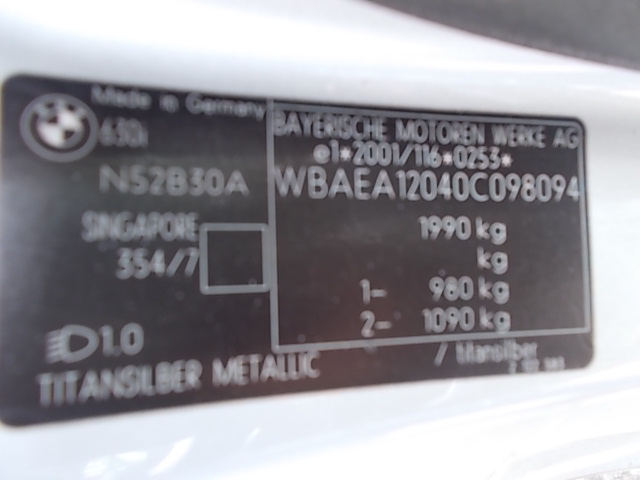 Made in Germany
630i
N52B30A
SINGAPORE
354/7
1.0
TITANSILBER METALLIC
BAYERISCHE MOTOREN WERKE AG
e1*2001/116*0253*
WBAEA12040C098094
1990 kg
kg
1- 980 kg
2- 1090 kg
/ titansilber